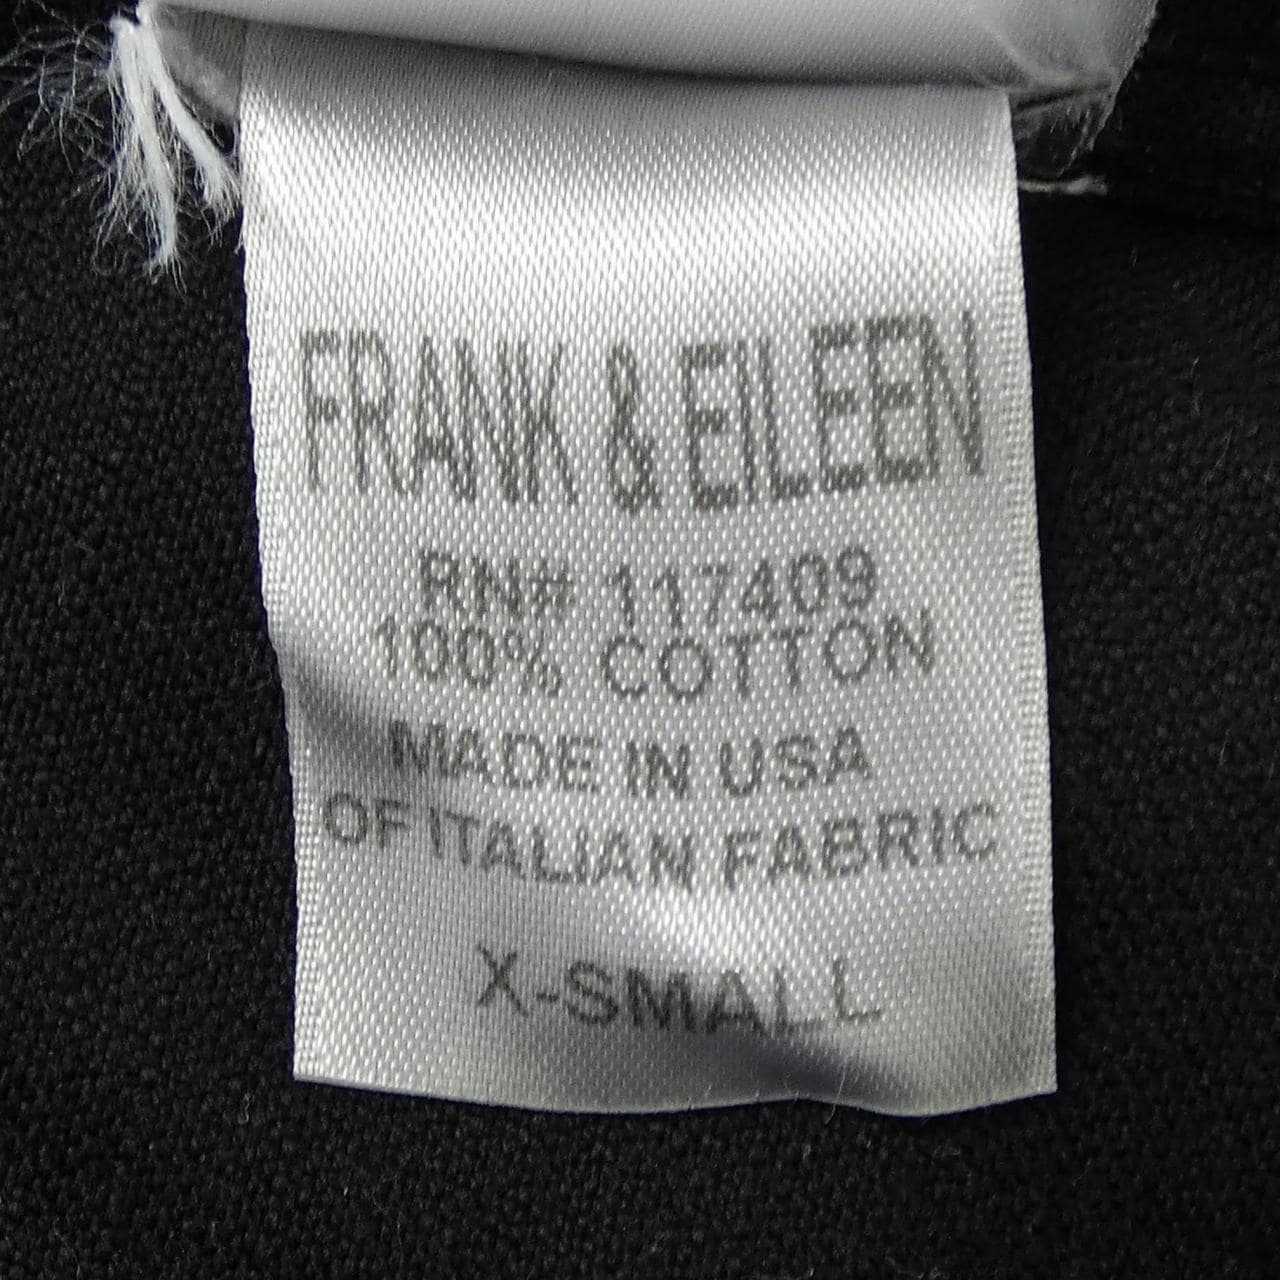 FRANK & EILEEN
RN# 117409
100% COTTON
MADE IN USA
OF ITALIAN FABRIC
X-SMALL